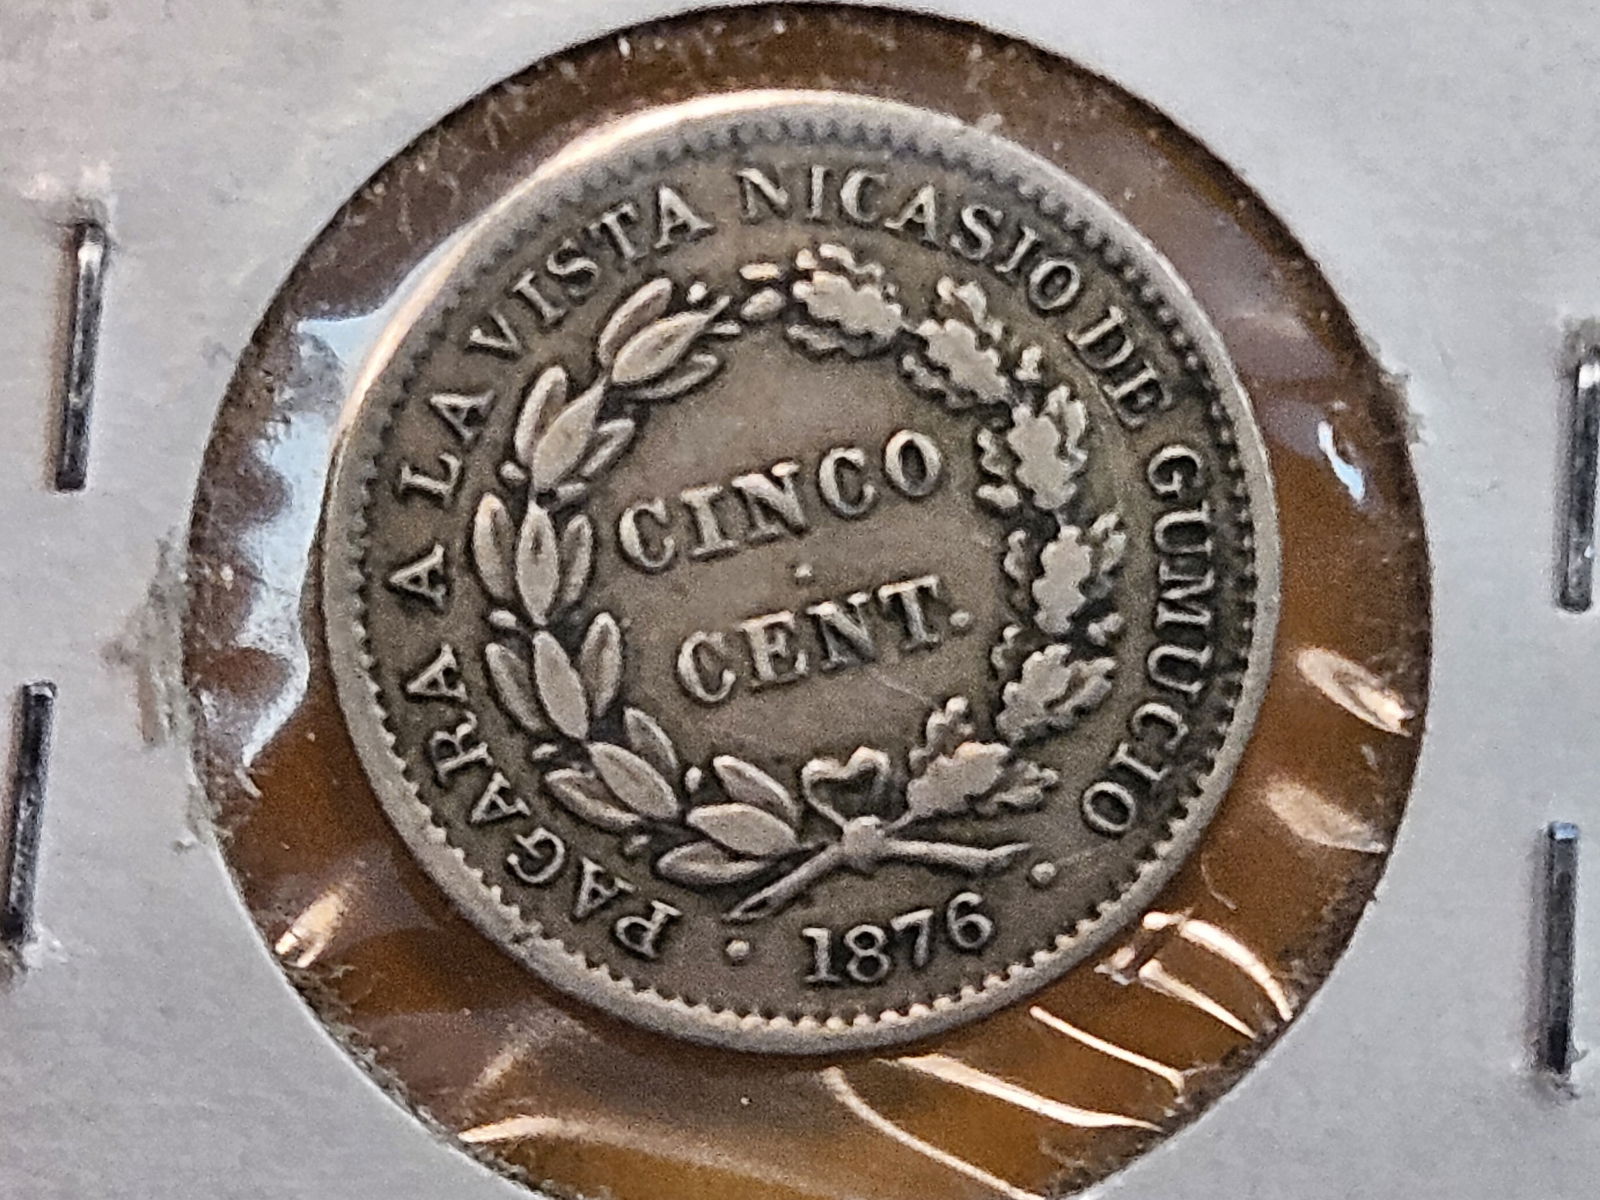 PAGARA A LA VISTA NICASIO DE GUMUCIO
CINCO
CENT.
1876